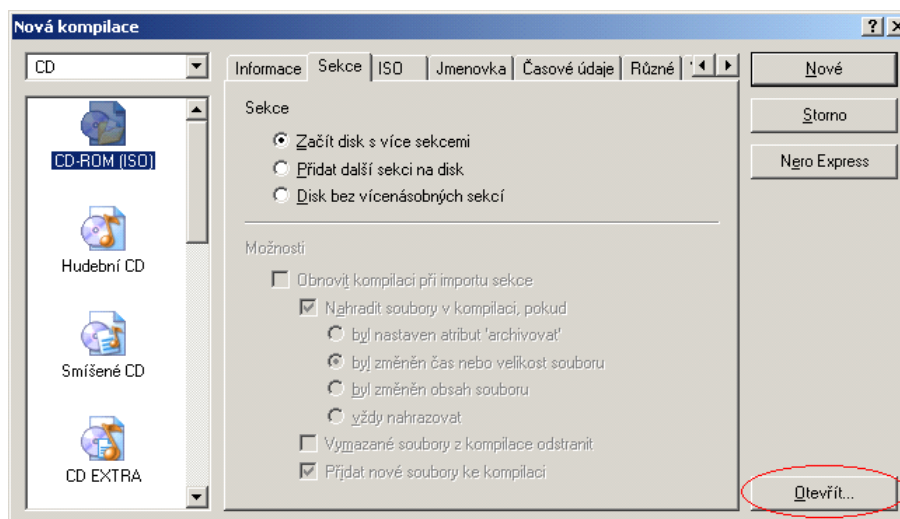 Nová kompilace
CD
CD-ROM (ISO)
Hudební CD
Smíšené CD
CD EXTRA
Informace Sekce ISO Jmenovka Časové údaje Různé
Sekce
Začít disk s více sekcemi
Přidat další sekci na disk
Disk bez vícenásobných sekcí
Možnosti
Obnovit kompilaci při importu sekce
Nahradit soubory v kompilaci, pokud
byl nastaven atribut 'archivovat'
byl změněn čas nebo velikost souboru
byl změněn obsah souboru
vždy nahrazovat
Vymazané soubory z kompilace odstranit
Přidat nové soubory ke kompilaci
Nové
Storno
Nero Express
Otevřít...